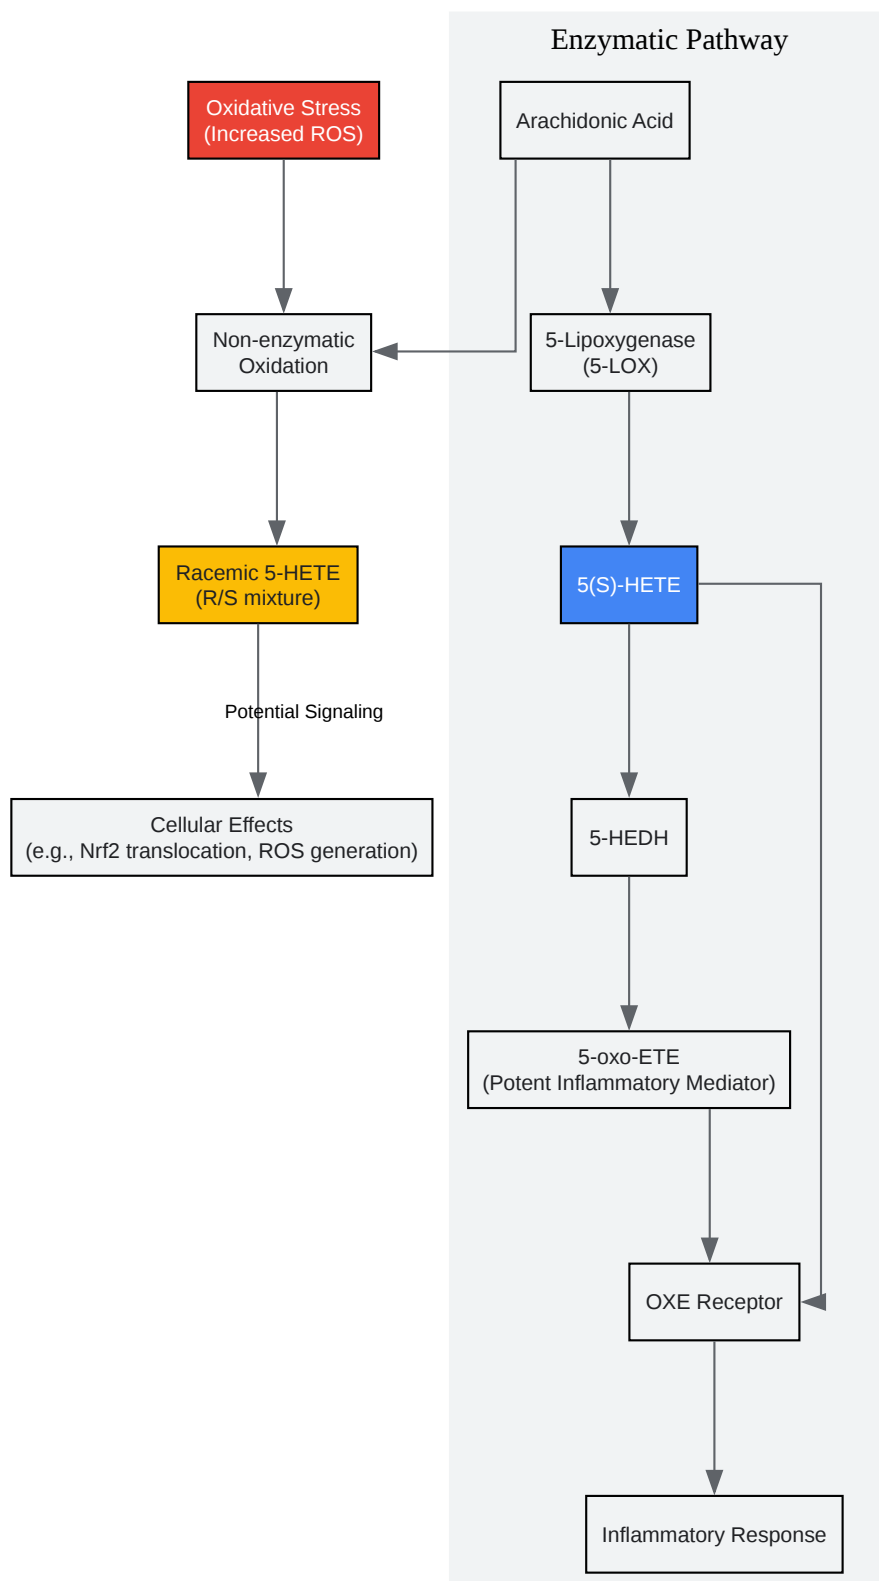 Enzymatic Pathway
Oxidative Stress
(Increased ROS)
Arachidonic Acid
Non-enzymatic
Oxidation
5-Lipoxygenase
(5-LOX)
Racemic 5-HETE
(R/S mixture)
5(S)-HETE
Potential Signaling
Cellular Effects
(e.g., Nrf2 translocation, ROS generation)
5-HEDH
5-oxo-ETE
(Potent Inflammatory Mediator)
OXE Receptor
Inflammatory Response